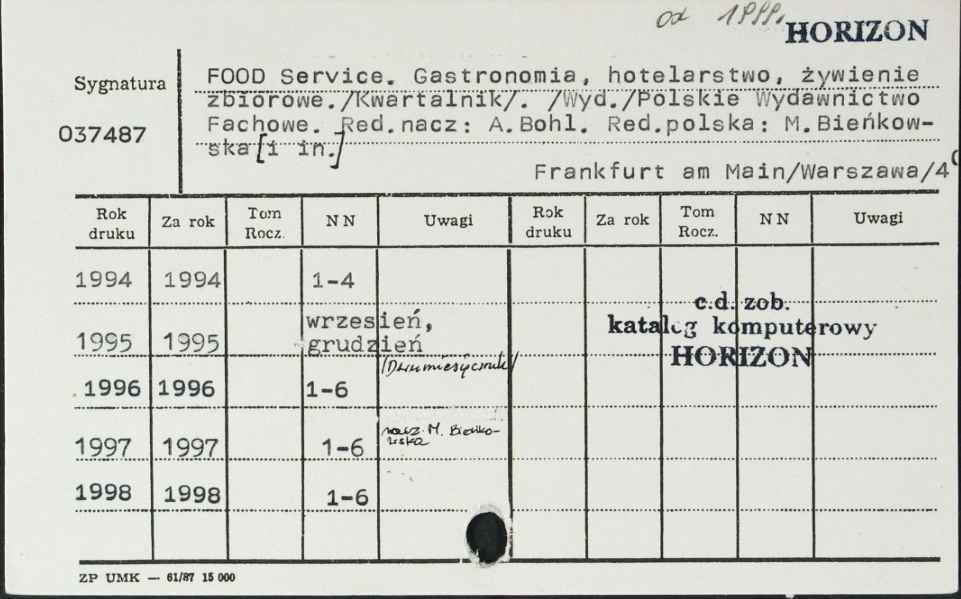 od 1999.
HORIZON
Sygnatura
037487
FOOD Service. Gastronomia, hotelarstwo, żywienie
zbiorowe./Kwartalnik/. /Wyd./Polskie Wydawnictwo
Fachowe. Red.nacz: A.Bohl. Red.polska: M.Bieńkow-
ska [i in.]
Frankfurt am Main/Warszawa/4°
Rok druku Za rok Tom Rocz. N N Uwagi Rok druku Za rok Tom Rocz. N N Uwagi
1994 1994 1-4
1995 1995 wrzesień,
grudzień
/Dwumiesięcznik/
1996 1996 1-6
1997 1997 1-6 nacz. M. Bieńko-
wska
1998 1998 1-6
c.d. zob.
katalog komputerowy
HORIZON
ZP UMK — 61/87 15 000